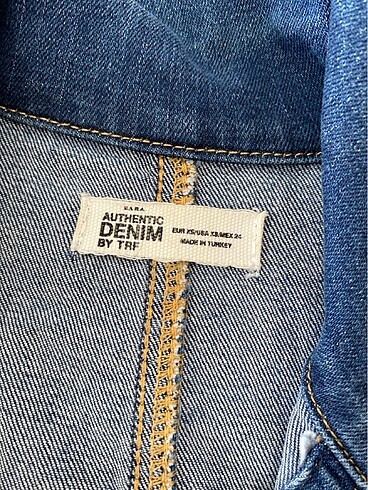 ZARA
AUTHENTIC
DENIM
BY TRF
EUR XS/USA XS/MEX 24
MADE IN TURKEY